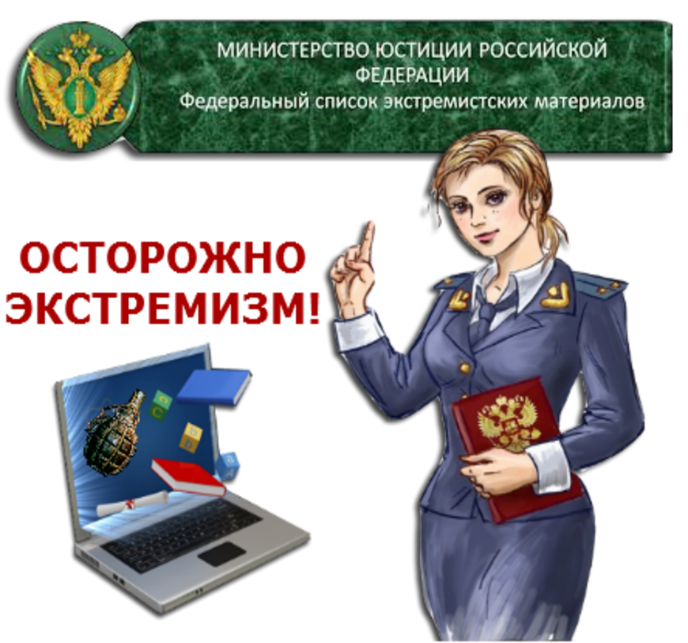 МИНИСТЕРСТВО ЮСТИЦИИ РОССИЙСКОЙ
ФЕДЕРАЦИИ
Федеральный список экстремистских материалов
ОСТОРОЖНО
ЭКСТРЕМИЗМ!